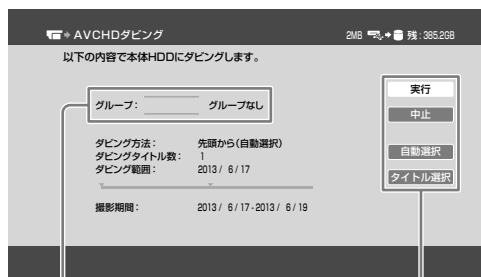 AVCHDダビング
2MB 残:385.2GB
以下の内容で本体HDDにダビングします。
グループ: グループなし
ダビング方法: 先頭から(自動選択)
ダビングタイトル数: 1
ダビング範囲: 2013/ 6/17
撮影期間: 2013/ 6/17-2013/ 6/19
実行
中止
自動選択
タイトル選択